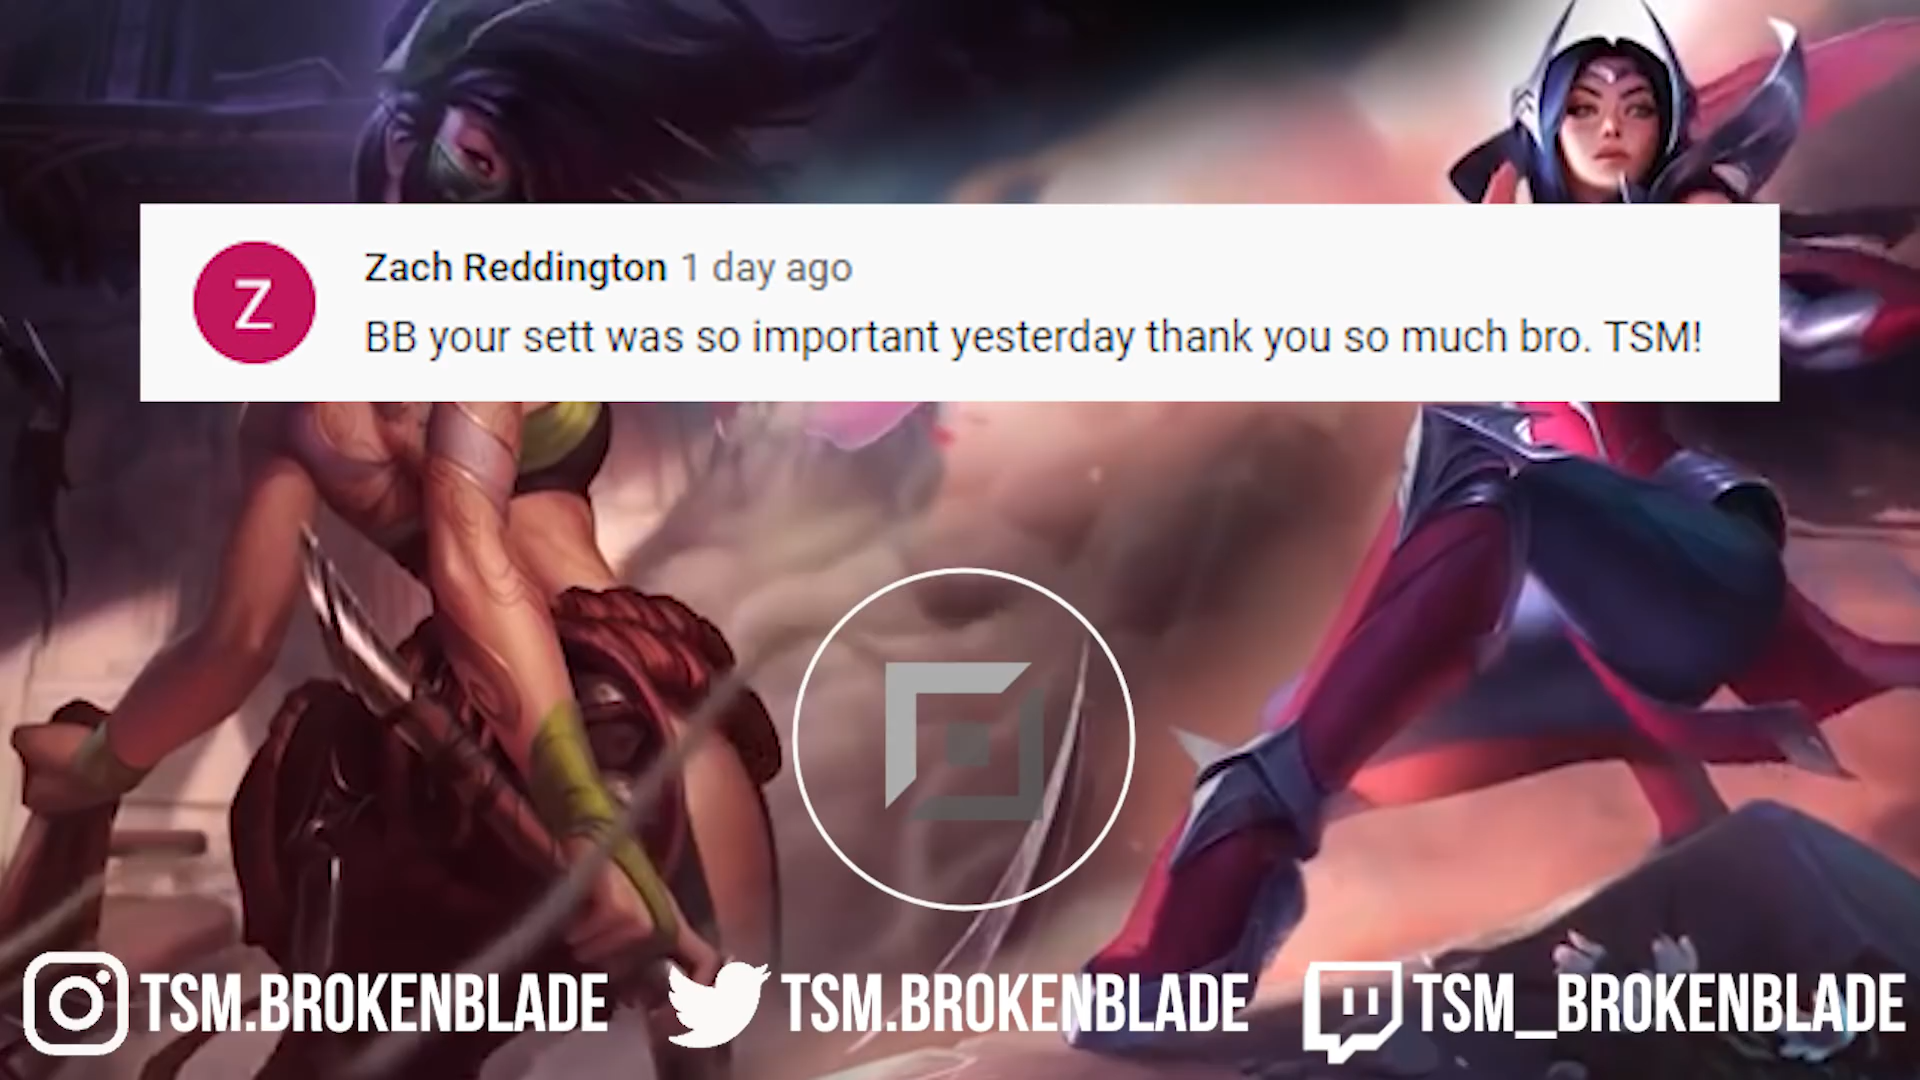 Z
Zach Reddington 1 day ago
BB your sett was so important yesterday thank you so much bro. TSM!
TSM.BROKENBLADE TSM.BROKENBLADE TSM_BROKENBLADE